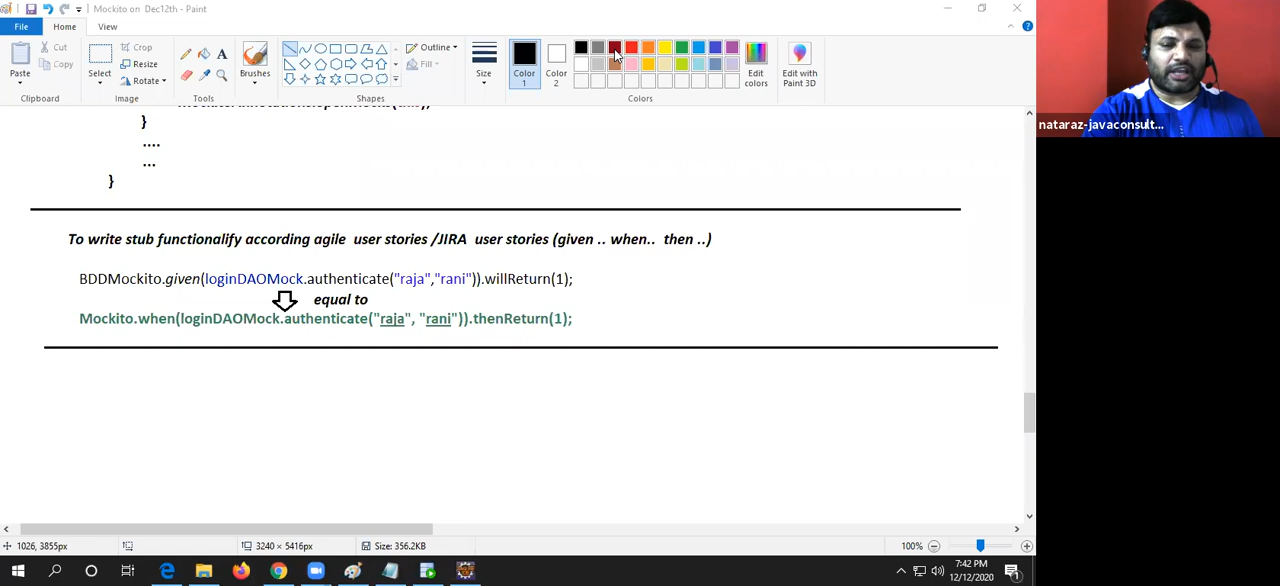 Mockito on Dec12th - Paint
File Home View
Paste
Cut
Copy
Clipboard
Select
Crop
Resize
Rotate
Image
A
Tools
Brushes
Outline
Fill
Shapes
Size
Color 1
Color 2
Edit colors
Edit with Paint 3D
Colors
nataraz-javaconsult...
}
....
...
}
To write stub functionalify according agile user stories /JIRA user stories (given .. when.. then ..)
BDDMockito.given(loginDAOMock.authenticate("raja","rani")).willReturn(1);
equal to
Mockito.when(loginDAOMock.authenticate("raja", "rani")).thenReturn(1);
1026, 3855px
3240 × 5416px
Size: 356.2KB
100%
7:42 PM
12/12/2020